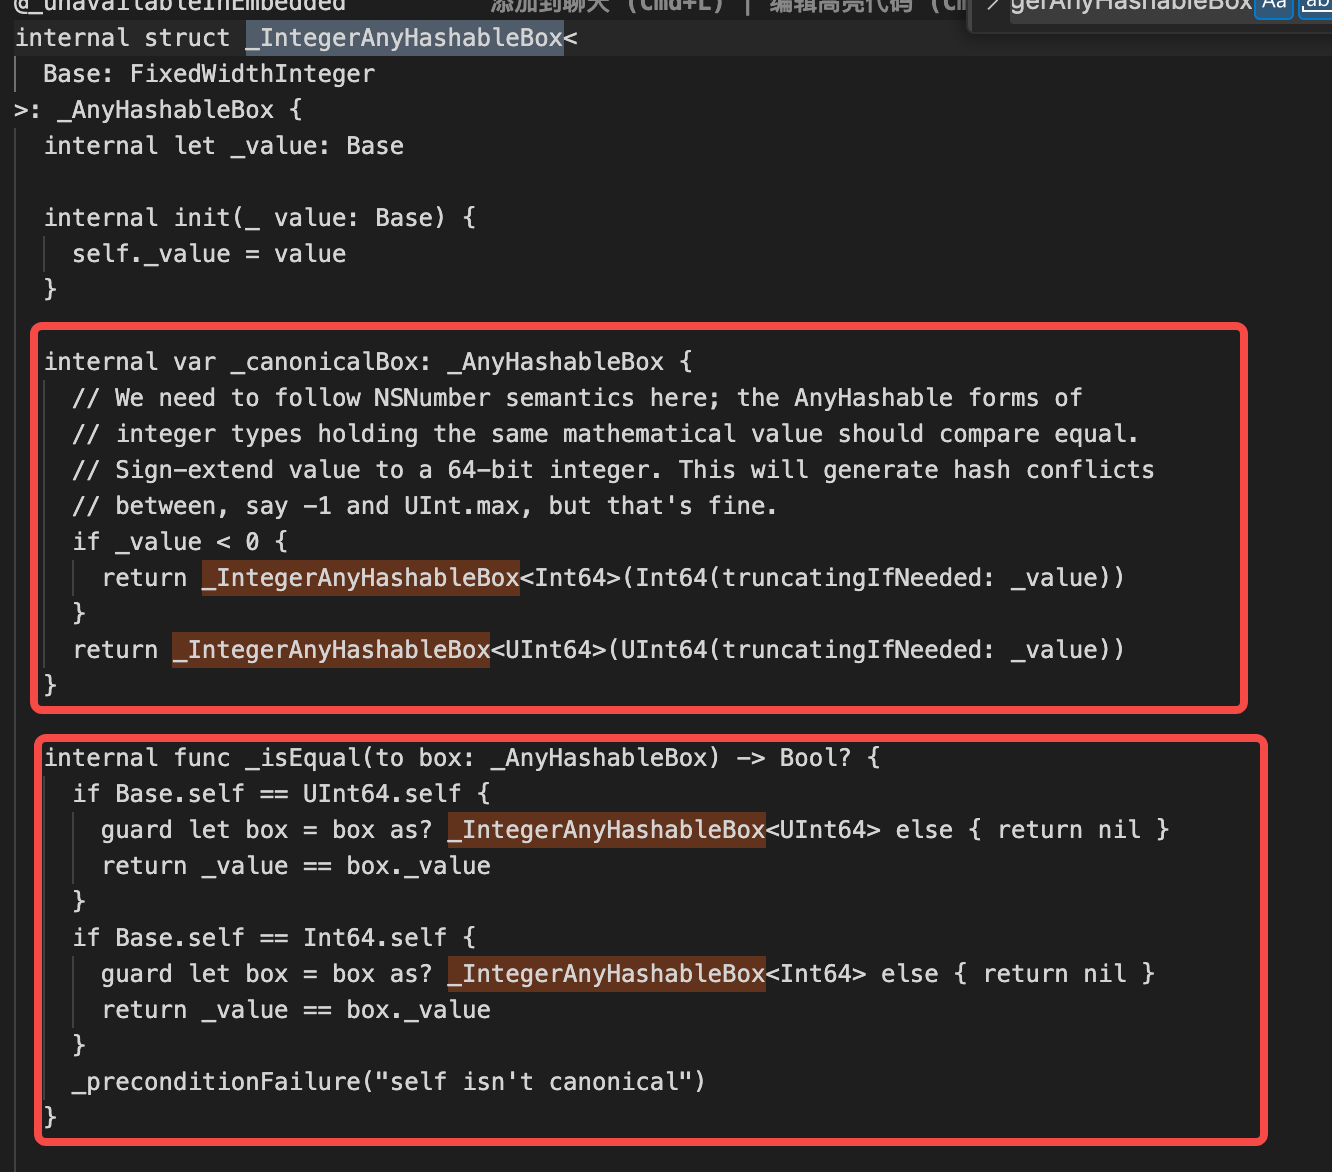 @_unavailableInEmbedded 添加到聊天 (Cmd+L) | 编辑高亮代码 gerAnyHashableBox Aa ab
internal struct _IntegerAnyHashableBox<
Base: FixedWidthInteger
>: _AnyHashableBox {
internal let _value: Base
internal init(_ value: Base) {
self._value = value
}
internal var _canonicalBox: _AnyHashableBox {
// We need to follow NSNumber semantics here; the AnyHashable forms of
// integer types holding the same mathematical value should compare equal.
// Sign-extend value to a 64-bit integer. This will generate hash conflicts
// between, say -1 and UInt.max, but that's fine.
if _value < 0 {
return _IntegerAnyHashableBox<Int64>(Int64(truncatingIfNeeded: _value))
}
return _IntegerAnyHashableBox<UInt64>(UInt64(truncatingIfNeeded: _value))
}
internal func _isEqual(to box: _AnyHashableBox) -> Bool? {
if Base.self == UInt64.self {
guard let box = box as? _IntegerAnyHashableBox<UInt64> else { return nil }
return _value == box._value
}
if Base.self == Int64.self {
guard let box = box as? _IntegerAnyHashableBox<Int64> else { return nil }
return _value == box._value
}
_preconditionFailure("self isn't canonical")
}